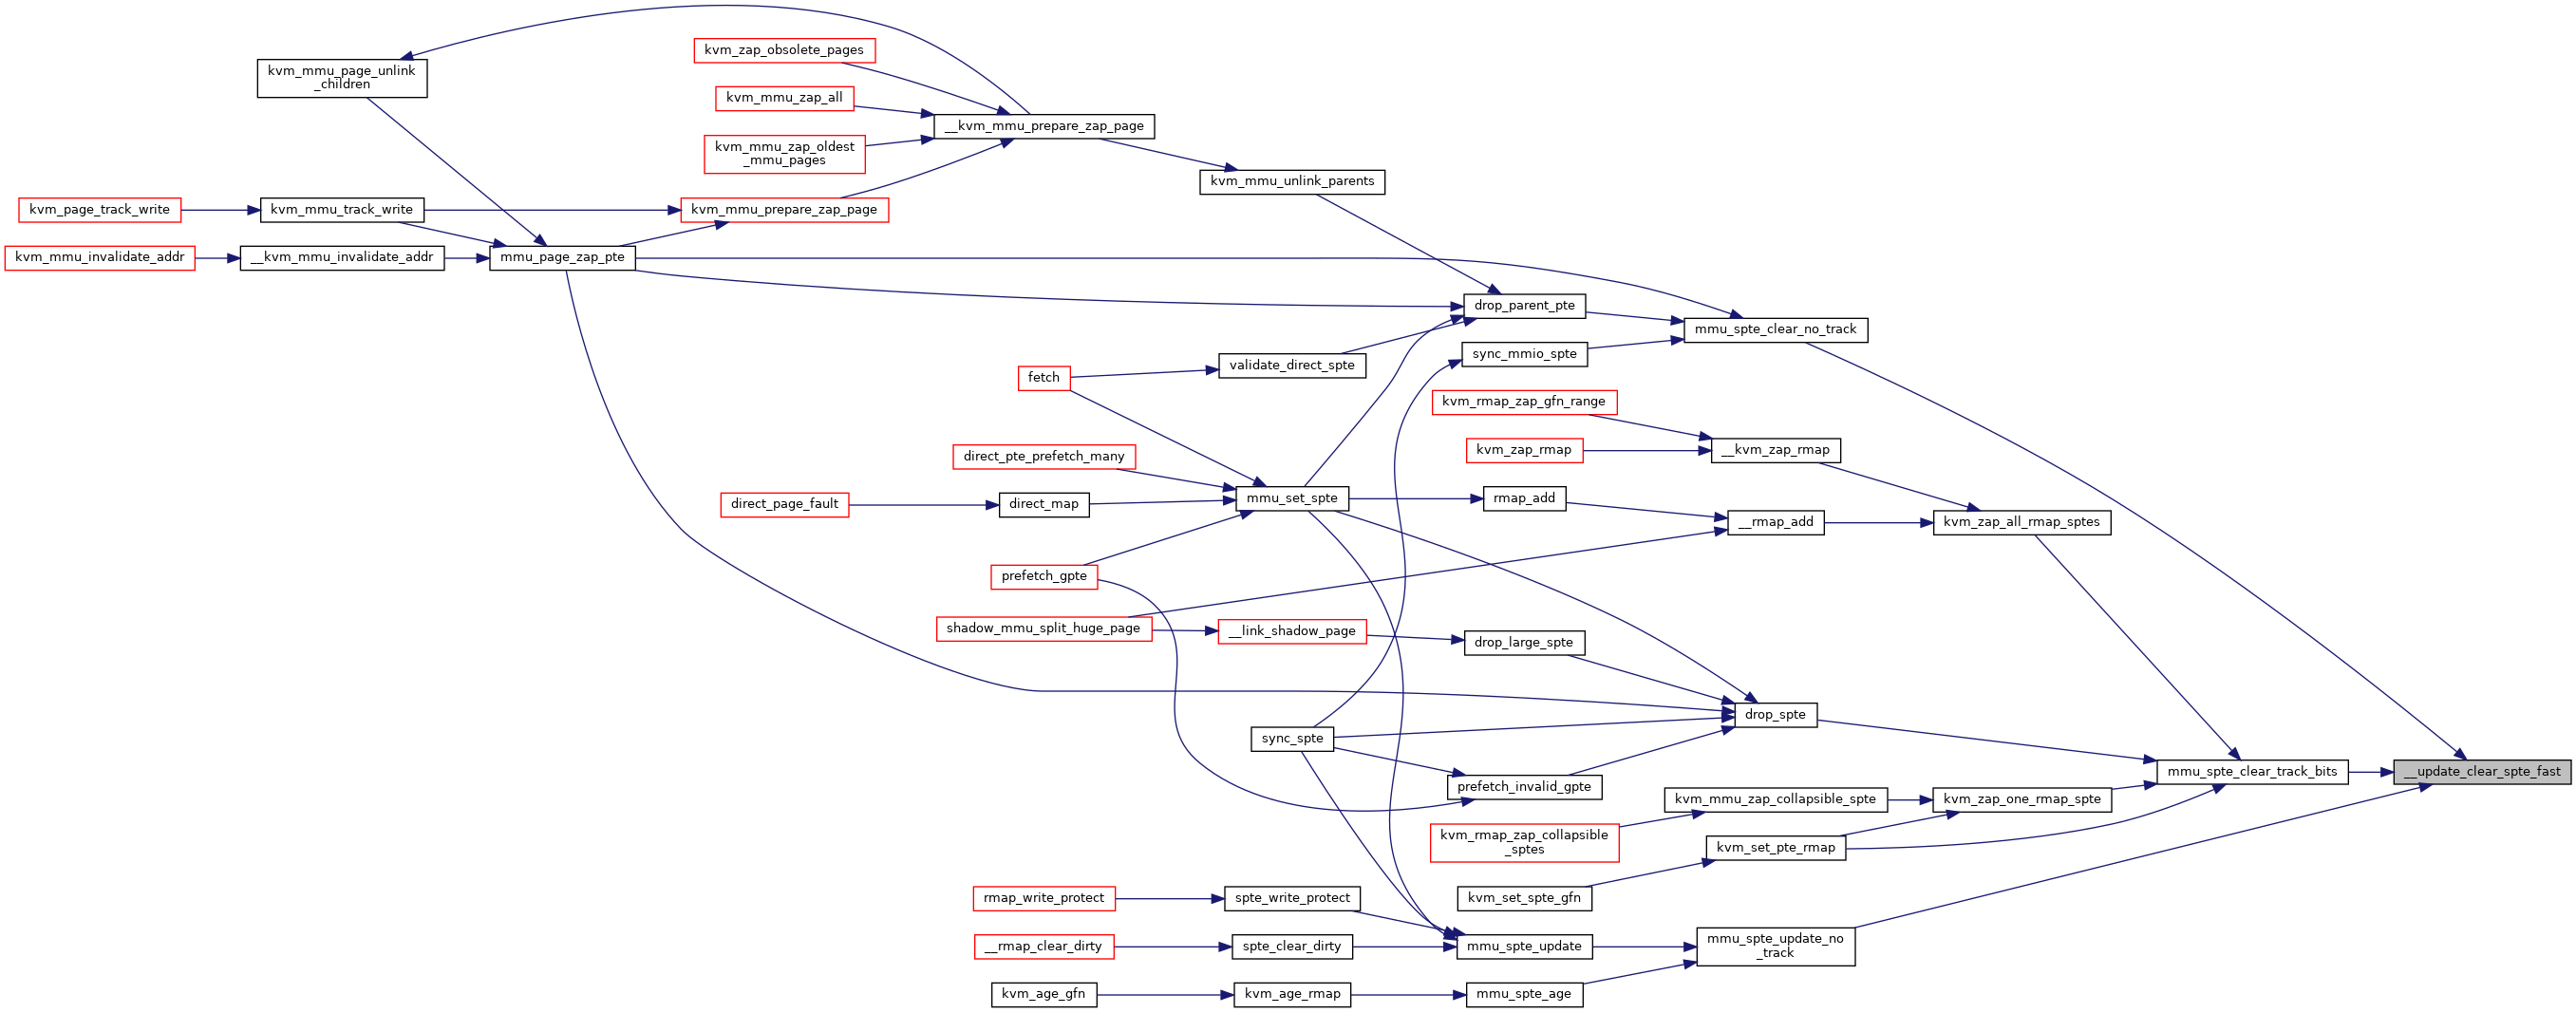 kvm_zap_obsolete_pages
kvm_mmu_page_unlink
_children
kvm_mmu_zap_all
__kvm_mmu_prepare_zap_page
kvm_mmu_zap_oldest
_mmu_pages
kvm_mmu_unlink_parents
kvm_page_track_write
kvm_mmu_track_write
kvm_mmu_prepare_zap_page
kvm_mmu_invalidate_addr
__kvm_mmu_invalidate_addr
mmu_page_zap_pte
drop_parent_pte
mmu_spte_clear_no_track
sync_mmio_spte
validate_direct_spte
fetch
kvm_rmap_zap_gfn_range
kvm_zap_rmap
__kvm_zap_rmap
direct_pte_prefetch_many
mmu_set_spte
rmap_add
direct_page_fault
direct_map
__rmap_add
kvm_zap_all_rmap_sptes
prefetch_gpte
shadow_mmu_split_huge_page
__link_shadow_page
drop_large_spte
drop_spte
sync_spte
mmu_spte_clear_track_bits
__update_clear_spte_fast
prefetch_invalid_gpte
kvm_mmu_zap_collapsible_spte
kvm_zap_one_rmap_spte
kvm_rmap_zap_collapsible
_sptes
kvm_set_pte_rmap
rmap_write_protect
spte_write_protect
kvm_set_spte_gfn
__rmap_clear_dirty
spte_clear_dirty
mmu_spte_update
mmu_spte_update_no
_track
kvm_age_gfn
kvm_age_rmap
mmu_spte_age